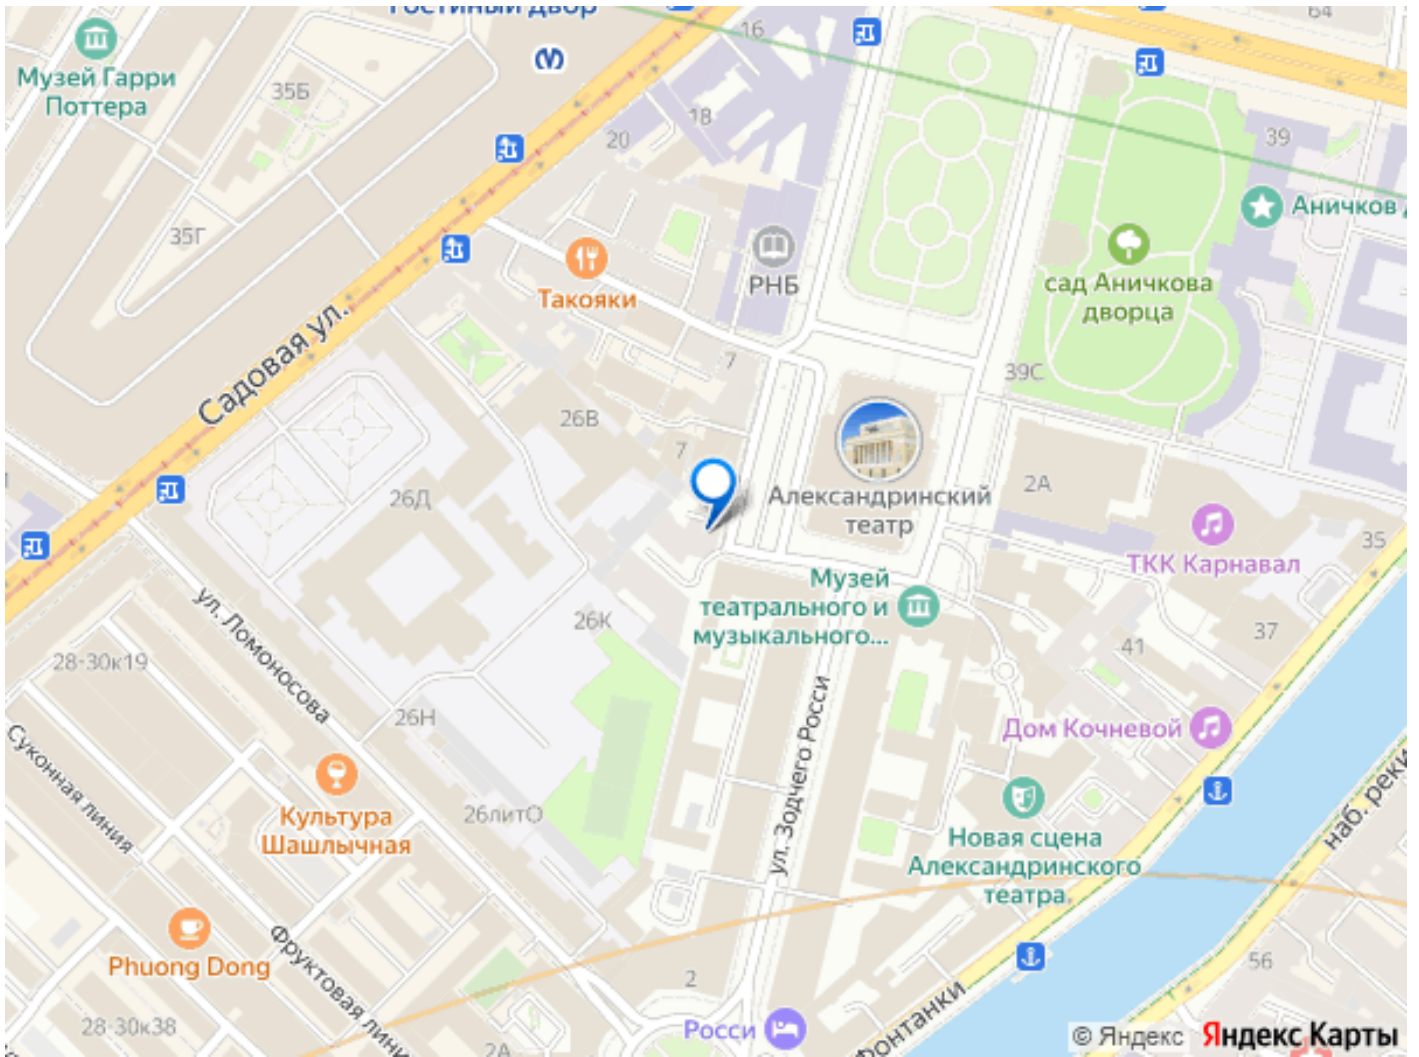 Гостиный двор
16
64
Музей Гарри
Поттера
35Б
18
20
39
Аничков
35Г
РНБ
сад Аничкова
дворца
Такояки
Садовая ул.
7
39С
26В
7
26Д
2А
Александринский
театр
ТКК Карнавал
35
Музей
театрального и
музыкального...
ул. Ломоносова
26К
37
41
28-30к19
26Н
Суконная линия
ул. Зодчего Росси
Дом Кочневой
наб. реки
Культура
Шашлычная
26литО
Новая сцена
Александринского
театра
Phuong Dong
Фруктовая лини
56
2
28-30к38
Росси
Фонтанки
2А
© Яндекс Яндекс Карты